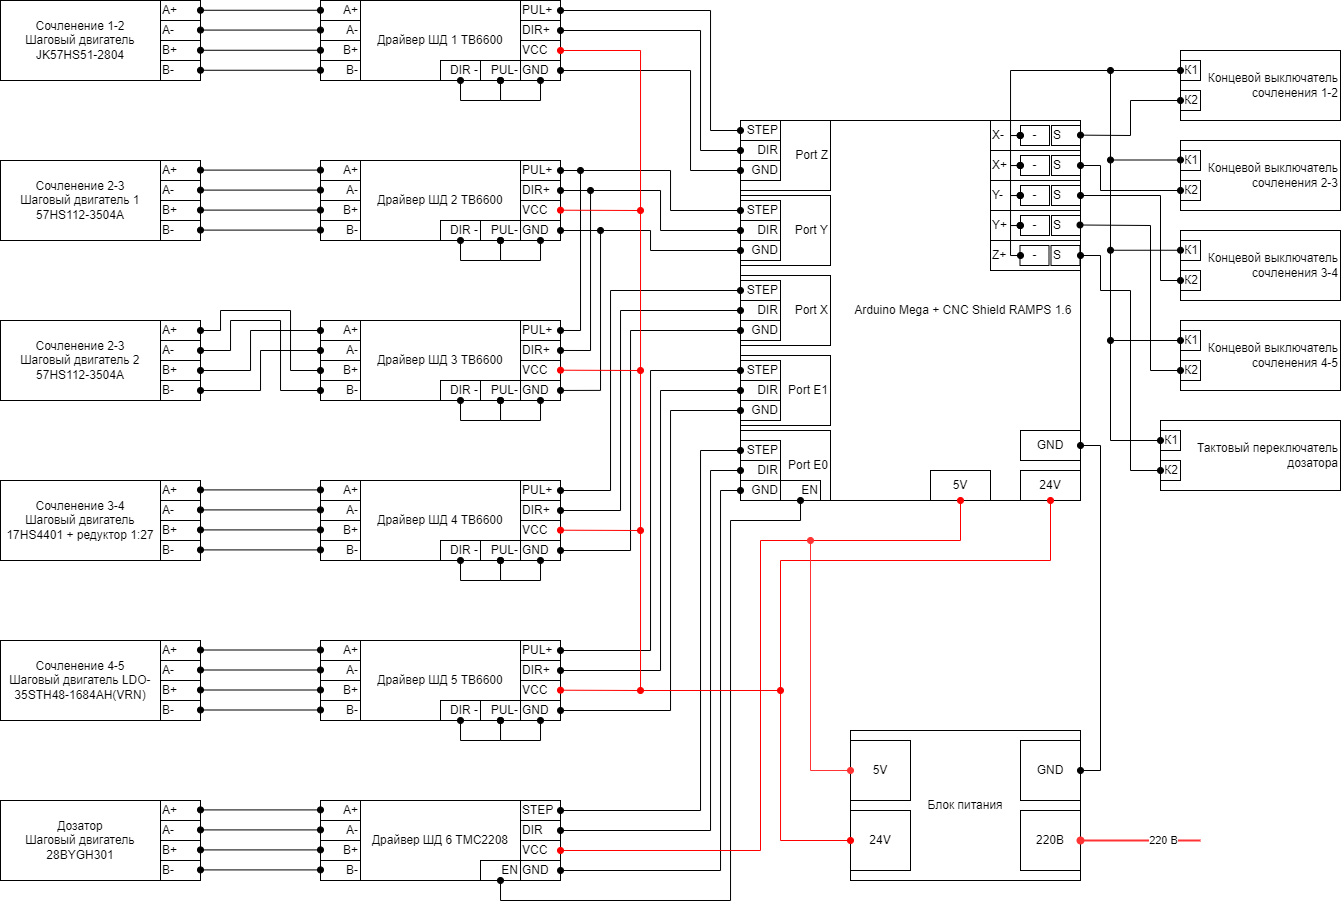 Сочленение 1-2
Шаговый двигатель
JK57HS51-2804
A+
A-
B+
B-
A+
A-
B+
B-
Драйвер ШД 1 TB6600
PUL+
DIR+
VCC
DIR -
PUL-
GND
Сочленение 2-3
Шаговый двигатель 1
57HS112-3504A
A+
A-
B+
B-
A+
A-
B+
B-
Драйвер ШД 2 TB6600
PUL+
DIR+
VCC
DIR -
PUL-
GND
Сочленение 2-3
Шаговый двигатель 2
57HS112-3504A
A+
A-
B+
B-
A+
A-
B+
B-
Драйвер ШД 3 TB6600
PUL+
DIR+
VCC
DIR -
PUL-
GND
Сочленение 3-4
Шаговый двигатель
17HS4401 + редуктор 1:27
A+
A-
B+
B-
A+
A-
B+
B-
Драйвер ШД 4 TB6600
PUL+
DIR+
VCC
DIR -
PUL-
GND
Сочленение 4-5
Шаговый двигатель LDO-
35STH48-1684AH(VRN)
A+
A-
B+
B-
A+
A-
B+
B-
Драйвер ШД 5 TB6600
PUL+
DIR+
VCC
DIR -
PUL-
GND
Дозатор
Шаговый двигатель
28BYGH301
A+
A-
B+
B-
A+
A-
B+
B-
Драйвер ШД 6 TMC2208
STEP
DIR
VCC
EN
GND
STEP
DIR
GND
Port Z
STEP
DIR
GND
Port Y
STEP
DIR
GND
Port X
STEP
DIR
GND
Port E1
STEP
DIR
GND
Port E0
EN
Arduino Mega + CNC Shield RAMPS 1.6
X-
-
S
X+
-
S
Y-
-
S
Y+
-
S
Z+
-
S
GND
5V
24V
K1
K2
Концевой выключатель
сочленения 1-2
K1
K2
Концевой выключатель
сочленения 2-3
K1
K2
Концевой выключатель
сочленения 3-4
K1
K2
Концевой выключатель
сочленения 4-5
K1
K2
Тактовый переключатель
дозатора
5V
24V
Блок питания
GND
220В
220 В